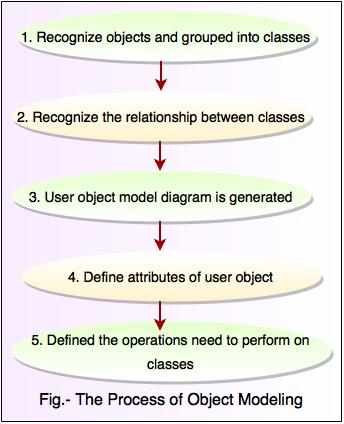 1. Recognize objects and grouped into classes
2. Recognize the relationship between classes
3. User object model diagram is generated
4. Define attributes of user object
5. Defined the operations need to perform on
classes
Fig.- The Process of Object Modeling